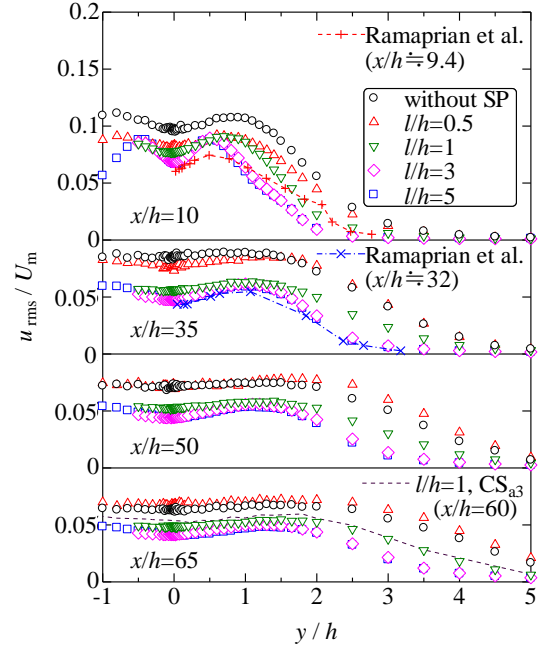 0.2
0.15
0.1
0.05
0
Ramaprian et al.
(x/h≒9.4)
without SP
l/h=0.5
l/h=1
l/h=3
l/h=5
x/h=10
u rms / U m
0.05
0
Ramaprian et al.
(x/h≒32)
x/h=35
0.05
0
x/h=50
0.05
0
l/h=1, CSa3
(x/h=60)
x/h=65
-1 0 1 2 3 4 5
y / h